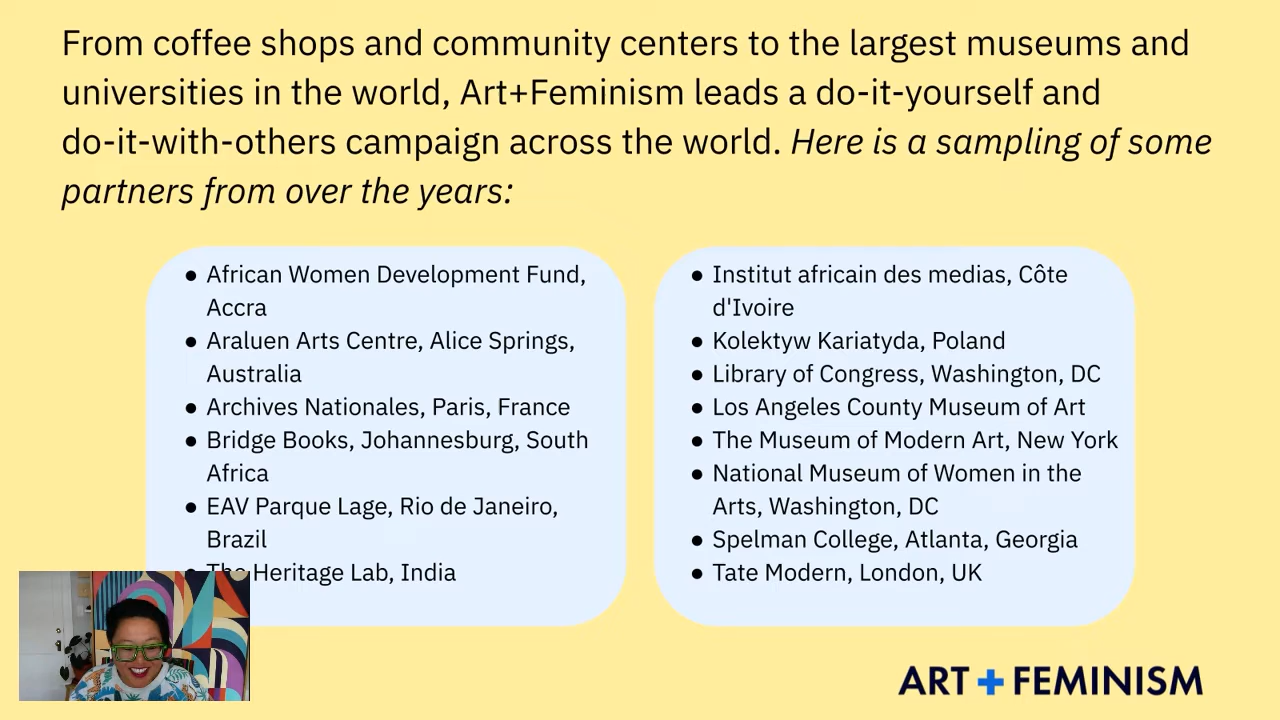 From coffee shops and community centers to the largest museums and
universities in the world, Art+Feminism leads a do-it-yourself and
do-it-with-others campaign across the world. Here is a sampling of some
partners from over the years:
● African Women Development Fund,
Accra
● Araluen Arts Centre, Alice Springs,
Australia
● Archives Nationales, Paris, France
● Bridge Books, Johannesburg, South
Africa
● EAV Parque Lage, Rio de Janeiro,
Brazil
● The Heritage Lab, India
● Institut africain des medias, Côte
d'Ivoire
● Kolektyw Kariatyda, Poland
● Library of Congress, Washington, DC
● Los Angeles County Museum of Art
● The Museum of Modern Art, New York
● National Museum of Women in the
Arts, Washington, DC
● Spelman College, Atlanta, Georgia
● Tate Modern, London, UK
ART + FEMINISM